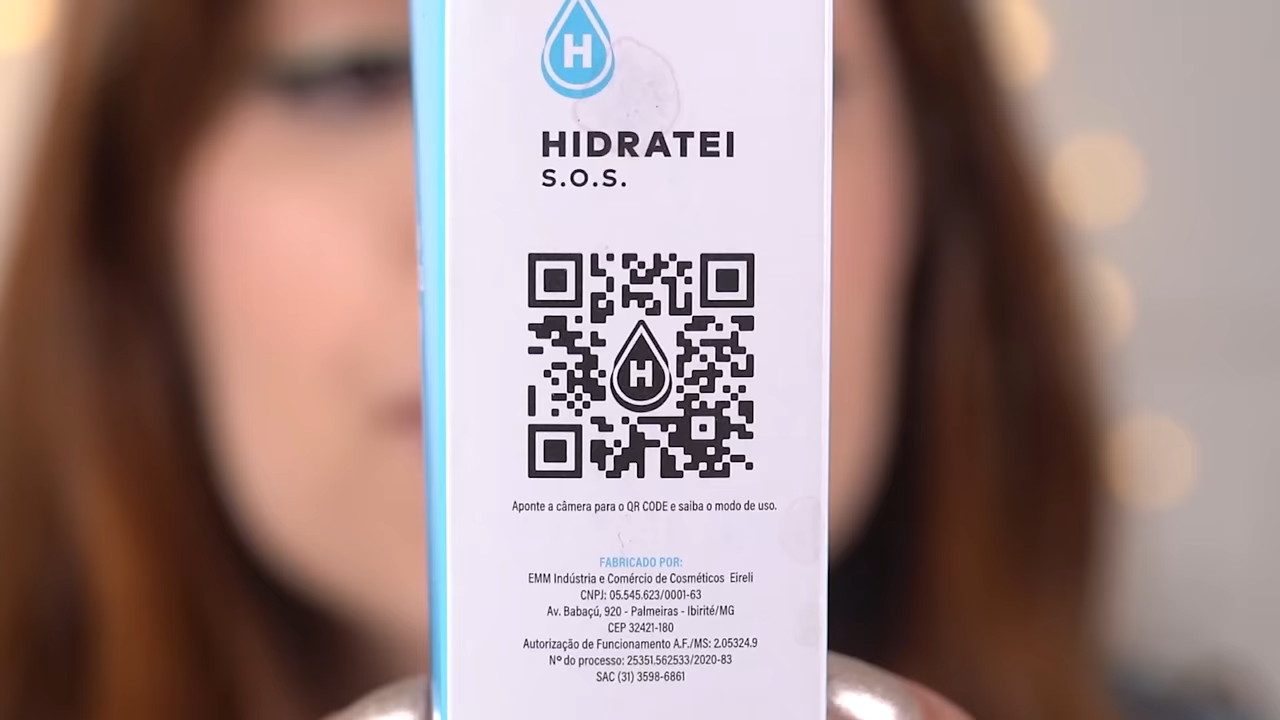 H
HIDRATEI
S.O.S.
H
Aponte a câmera para o QR CODE e saiba o modo de uso.
FABRICADO POR:
EMM Indústria e Comércio de Cosméticos Eireli
CNPJ: 05.545.623/0001-63
Av. Babaçú, 920 - Palmeiras - Ibirité/MG
CEP 32421-180
Autorização de Funcionamento A.F./MS: 2.05324.9
Nº do processo: 25351.562533/2020-83
SAC (31) 3598-6861